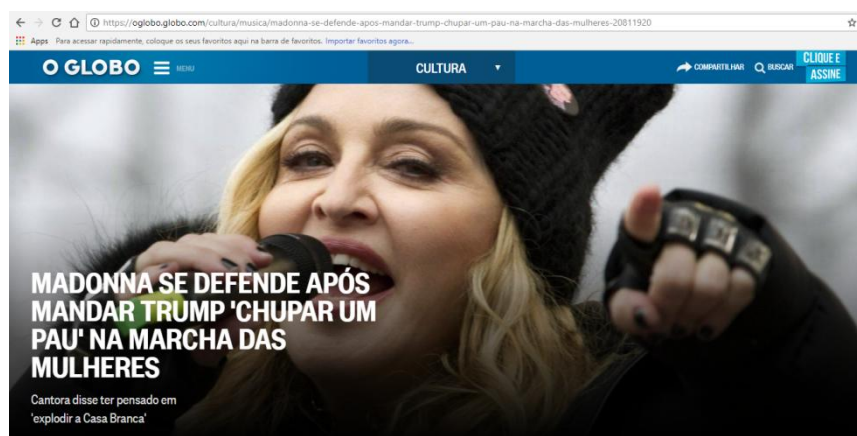 https://oglobo.globo.com/cultura/musica/madonna-se-defende-apos-mandar-trump-chupar-um-pau-na-marcha-das-mulheres-20811920
Apps Para acessar rapidamente, coloque os seus favoritos aqui na barra de favoritos. Importar favoritos agora...
O GLOBO MENU CULTURA COMPARTILHAR BUSCAR CLIQUE E
ASSINE
MADONNA SE DEFENDE APÓS
MANDAR TRUMP 'CHUPAR UM
PAU' NA MARCHA DAS
MULHERES
Cantora disse ter pensado em
'explodir a Casa Branca'